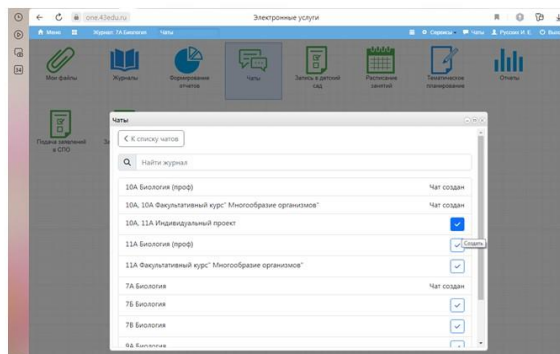 one.43edu.ru
Электронные услуги
Меню
Журнал: 7А Биология
Чаты
Сервисы
Чаты
Русских И. Е.
Мои файлы
Журналы
Формирование отчетов
Чаты
Запись в детский сад
Расписание занятий
Тематическое планирование
Отчеты
Подача заявлений в СПО
Чаты
К списку чатов
Найти журнал
10А Биология (проф)
Чат создан
10А, 10А Факультативный курс" Многообразие организмов"
Чат создан
10А, 11А Индивидуальный проект
Создать
11А Биология (проф)
11А Факультативный курс" Многообразие организмов"
7А Биология
Чат создан
7Б Биология
7В Биология
9А Биология